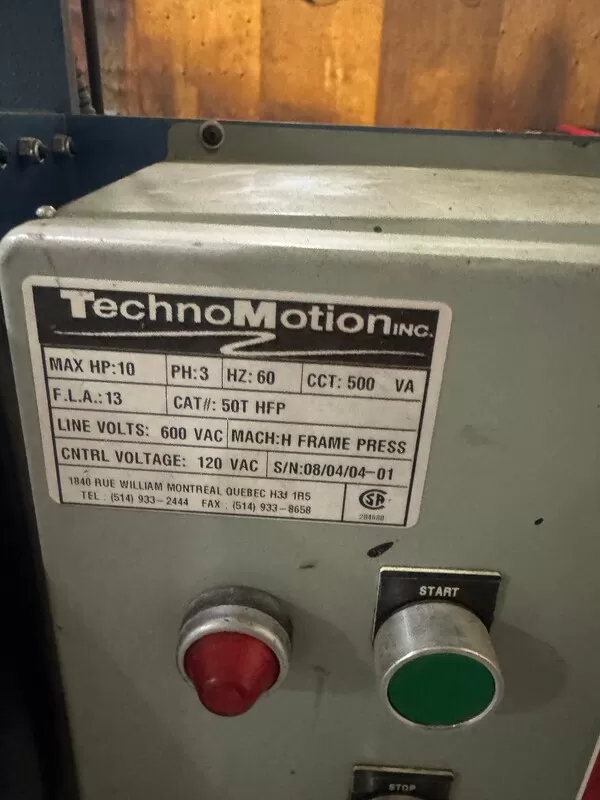 TechnoMotion INC.
MAX HP:10 PH:3 HZ: 60 CCT: 500 VA
F.L.A.: 13 CAT#: 50T HFP
LINE VOLTS: 600 VAC MACH:H FRAME PRESS
CNTRL VOLTAGE: 120 VAC S/N:08/04/04-01
1840 RUE WILLIAM MONTREAL QUEBEC H3J 1R5
TEL : (514) 933-2444 FAX : (514) 933-8658
SA
START
STOP